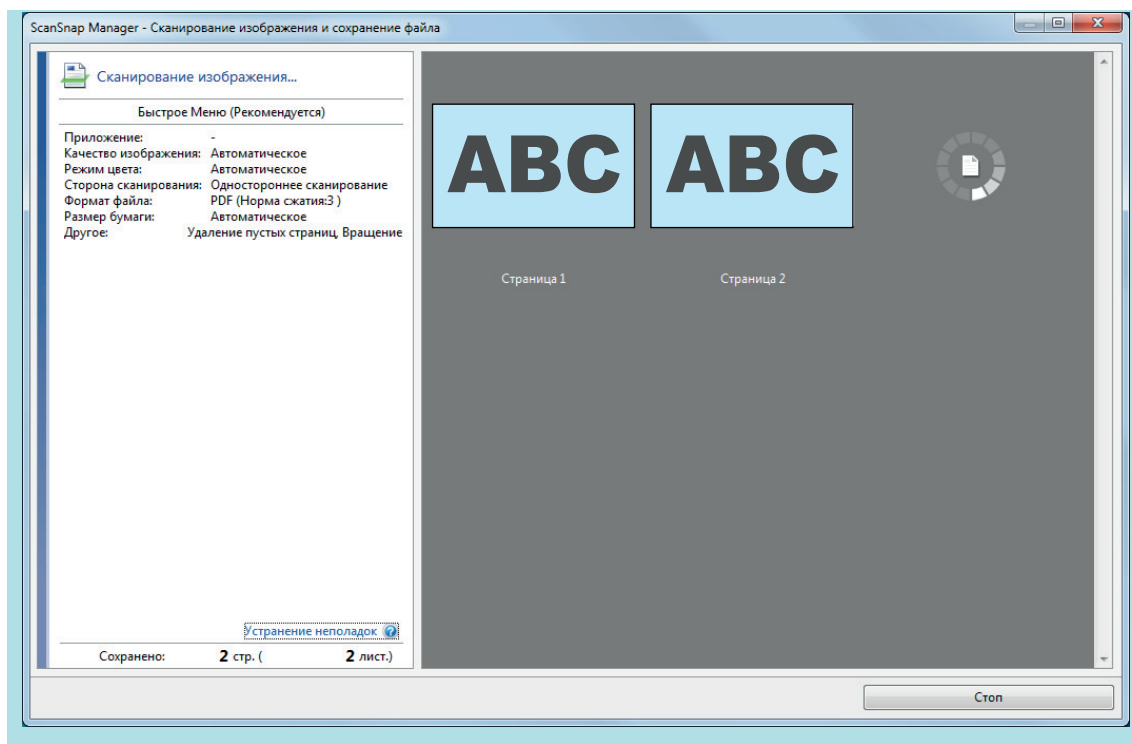 ScanSnap Manager - Сканирование изображения и сохранение файла
Сканирование изображения...
Быстрое Меню (Рекомендуется)
Приложение: -
Качество изображения: Автоматическое
Режим цвета: Автоматическое
Сторона сканирования: Одностороннее сканирование
Формат файла: PDF (Норма сжатия:3 )
Размер бумаги: Автоматическое
Другое: Удаление пустых страниц, Вращение
Устранение неполадок ?
Сохранено: 2 стр. ( 2 лист.)
ABC ABC
Страница 1 Страница 2
Стоп